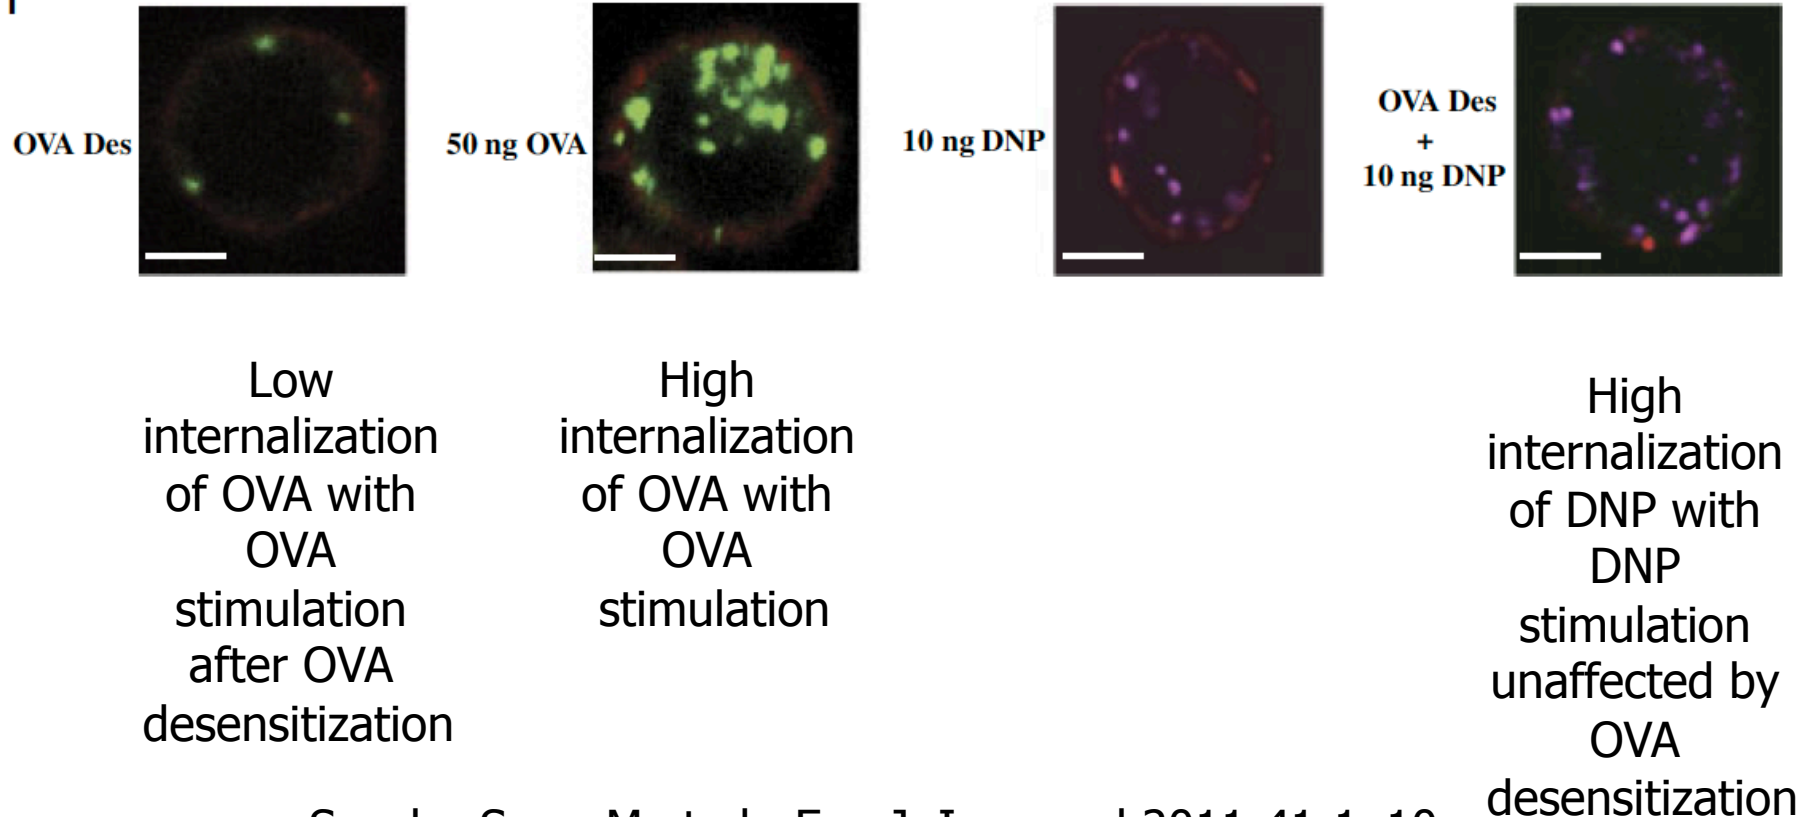 OVA Des
50 ng OVA
10 ng DNP
OVA Des
+
10 ng DNP
Low
internalization
of OVA with
OVA
stimulation
after OVA
desensitization
High
internalization
of OVA with
OVA
stimulation
High
internalization
of DNP with
DNP
stimulation
unaffected by
OVA
desensitization
2011